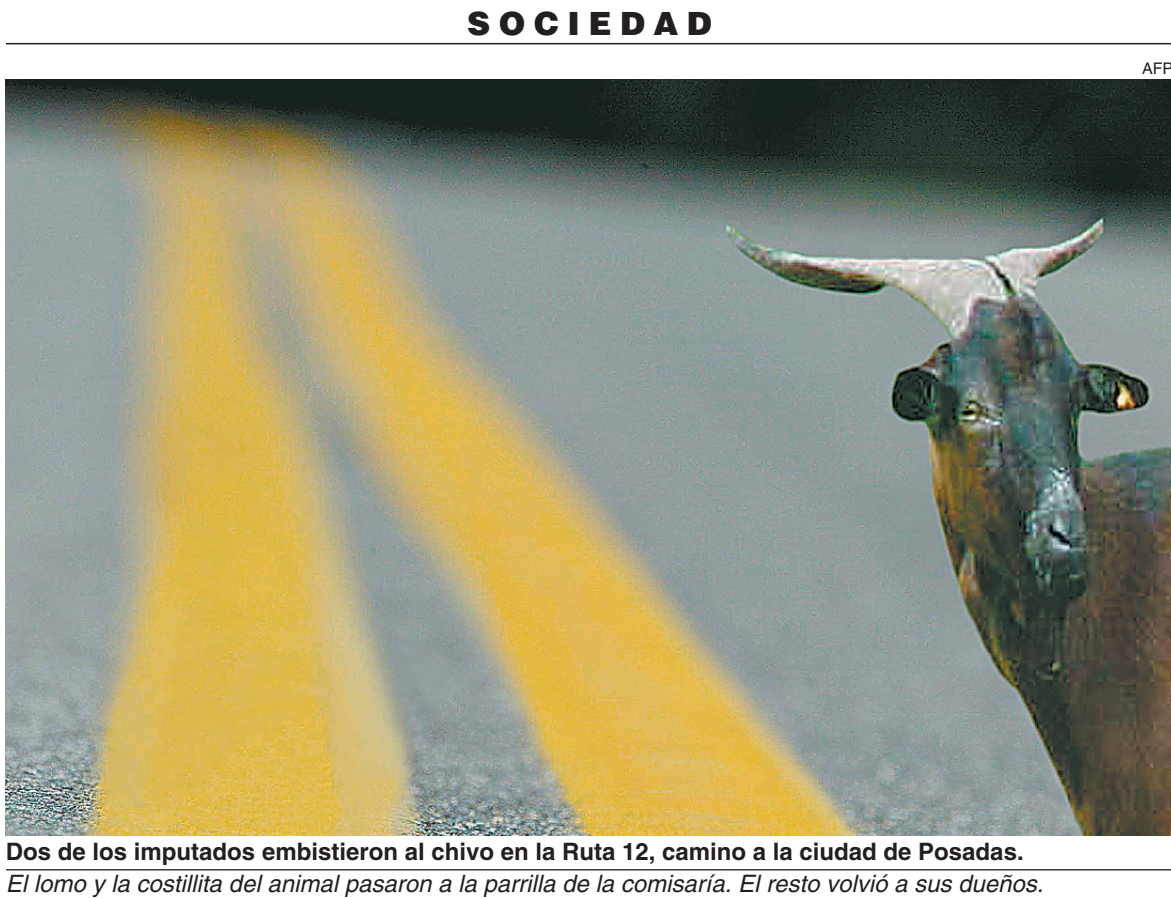 SOCIEDAD
AFP
Dos de los imputados embistieron al chivo en la Ruta 12, camino a la ciudad de Posadas.
El lomo y la costillita del animal pasaron a la parrilla de la comisaría. El resto volvió a sus dueños.